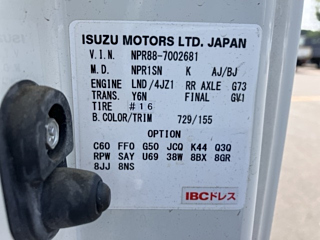 ISUZU MOTORS LTD. JAPAN
V.I.N. NPR88-7002681
M.D. NPR1SN K AJ/BJ
ENGINE LND/4JZ1 RR AXLE G73
TRANS. Y6N FINAL GV1
TIRE #16
B.COLOR/TRIM 729/155
OPTION
C60 FF0 G50 JCQ K44 Q3Q
RPW SAY U69 38W 8BX 8GR
8JJ 8NS
IBCドレス